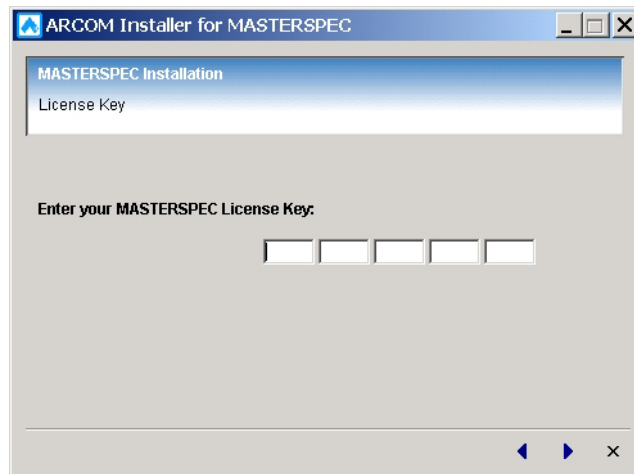 ARCOM Installer for MASTERSPEC
MASTERSPEC Installation
License Key
Enter your MASTERSPEC License Key: